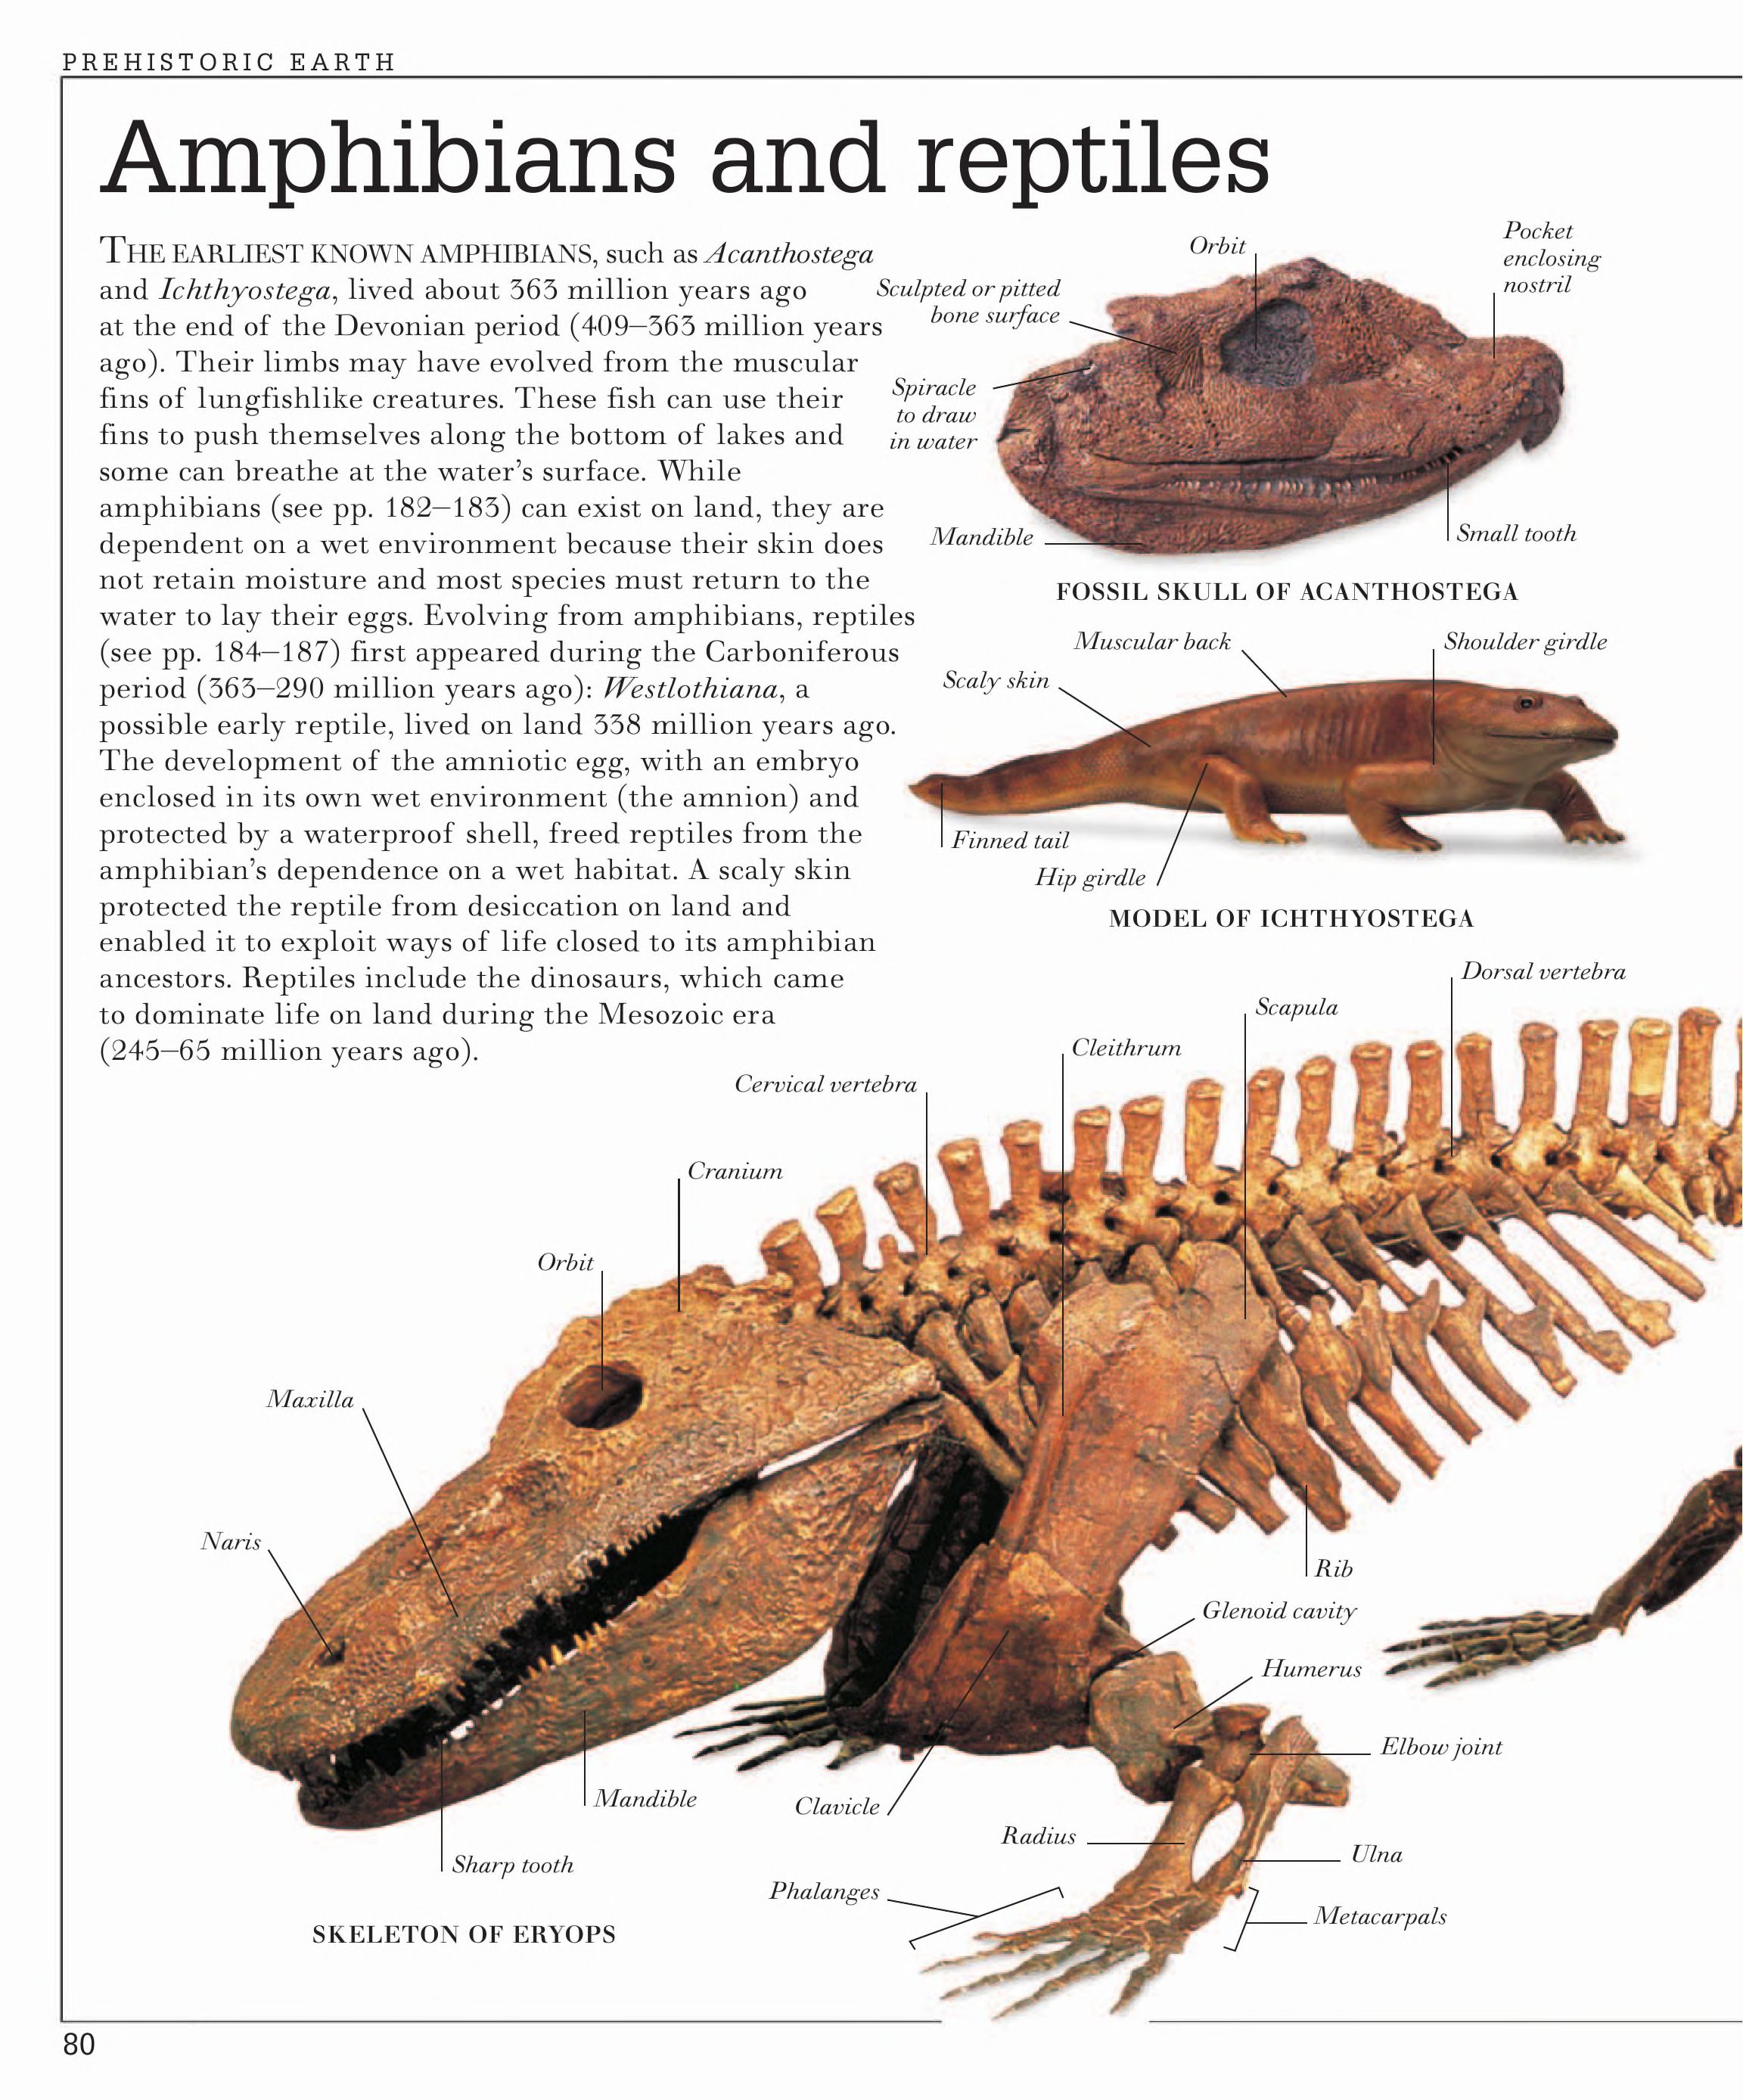 PREHISTORIC EARTH
Amphibians and reptiles
THE EARLIEST KNOWN AMPHIBIANS, such as Acanthostega
and Ichthyostega, lived about 363 million years ago
at the end of the Devonian period (409–363 million years
ago). Their limbs may have evolved from the muscular
fins of lungfishlike creatures. These fish can use their
fins to push themselves along the bottom of lakes and
some can breathe at the water's surface. While
amphibians (see pp. 182–183) can exist on land, they are
dependent on a wet environment because their skin does
not retain moisture and most species must return to the
water to lay their eggs. Evolving from amphibians, reptiles
(see pp. 184–187) first appeared during the Carboniferous
period (363–290 million years ago): Westlothiana, a
possible early reptile, lived on land 338 million years ago.
The development of the amniotic egg, with an embryo
enclosed in its own wet environment (the amnion) and
protected by a waterproof shell, freed reptiles from the
amphibian's dependence on a wet habitat. A scaly skin
protected the reptile from desiccation on land and
enabled it to exploit ways of life closed to its amphibian
ancestors. Reptiles include the dinosaurs, which came
to dominate life on land during the Mesozoic era
(245–65 million years ago).
Orbit
Pocket
enclosing
nostril
Sculpted or pitted
bone surface
Spiracle
to draw
in water
Mandible
Small tooth
FOSSIL SKULL OF ACANTHOSTEGA
Muscular back
Shoulder girdle
Scaly skin
Finned tail
Hip girdle
MODEL OF ICHTHYOSTEGA
Dorsal vertebra
Scapula
Cleithrum
Cervical vertebra
Cranium
Orbit
Maxilla
Naris
Rib
Glenoid cavity
Humerus
Elbow joint
Mandible
Clavicle
Radius
Ulna
Sharp tooth
Phalanges
Metacarpals
SKELETON OF ERYOPS
80